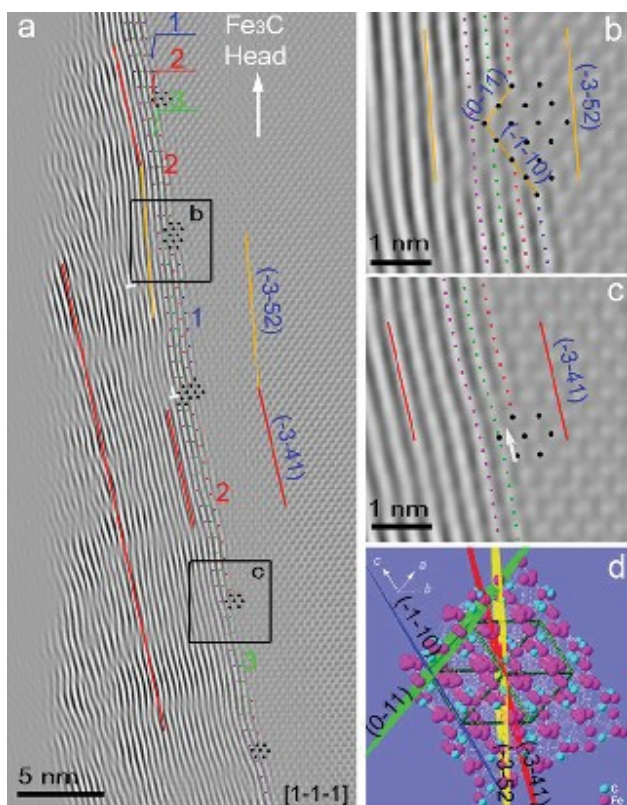 a
1
Fe₃C
Head
2
3
2
b
(-3-52)
1
(-3-41)
2
c
3
5 nm
[1-1-1]
b
(0-11)
(-1-10)
(-3-52)
1 nm
c
(-3-41)
1 nm
d
c
a
b
(-1-10)
(0-11)
(-3-52
(-3-41)
C
Fe